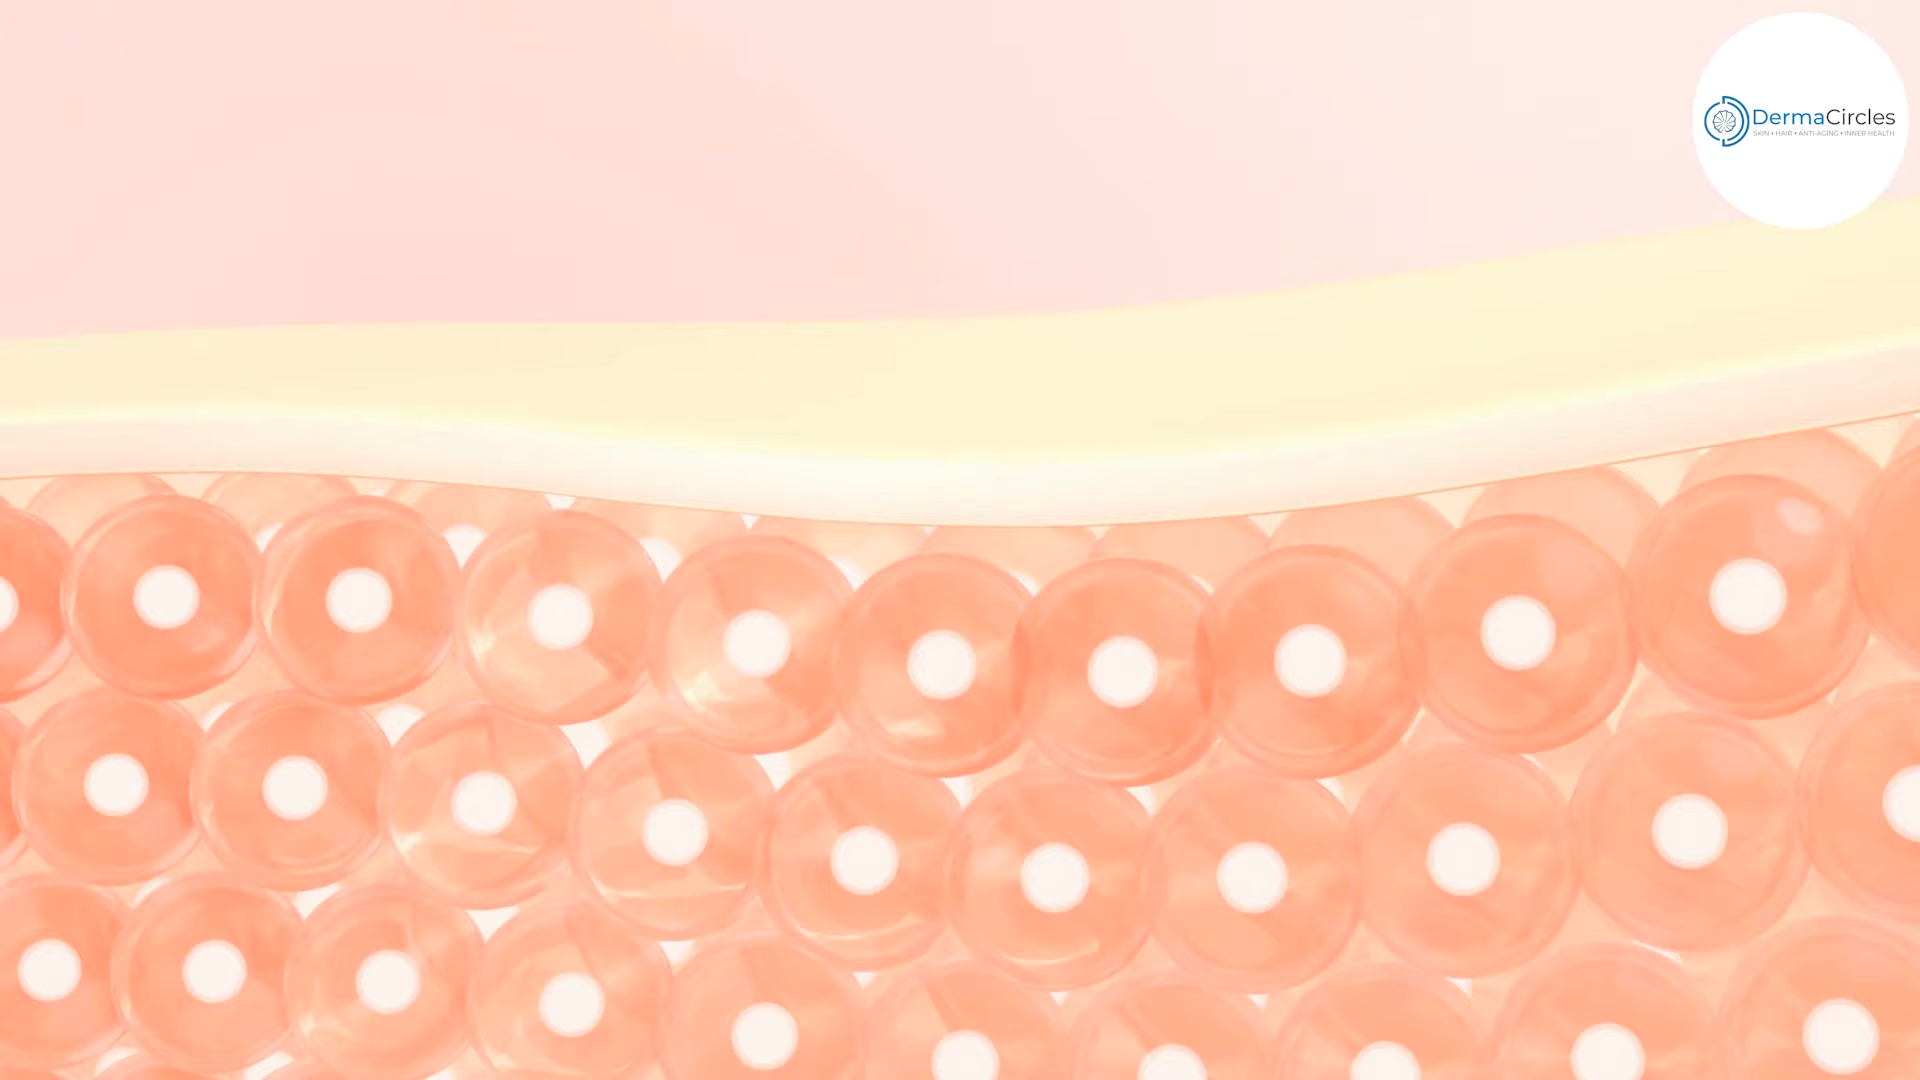 DermaCircles
SKIN • HAIR • ANTI-AGING • INNER HEALTH